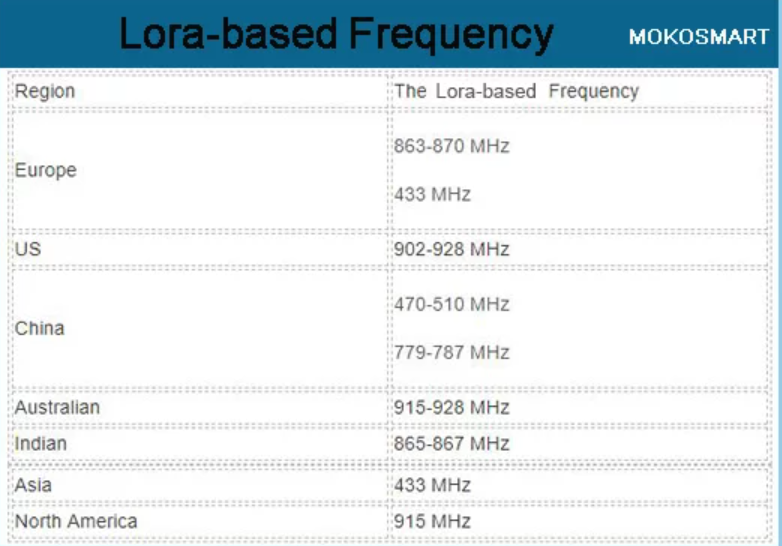 Lora-based Frequency MOKOSMART
Region The Lora-based Frequency
Europe
863-870 MHz
433 MHz
US 902-928 MHz
China
470-510 MHz
779-787 MHz
Australian 915-928 MHz
Indian 865-867 MHz
Asia 433 MHz
North America 915 MHz